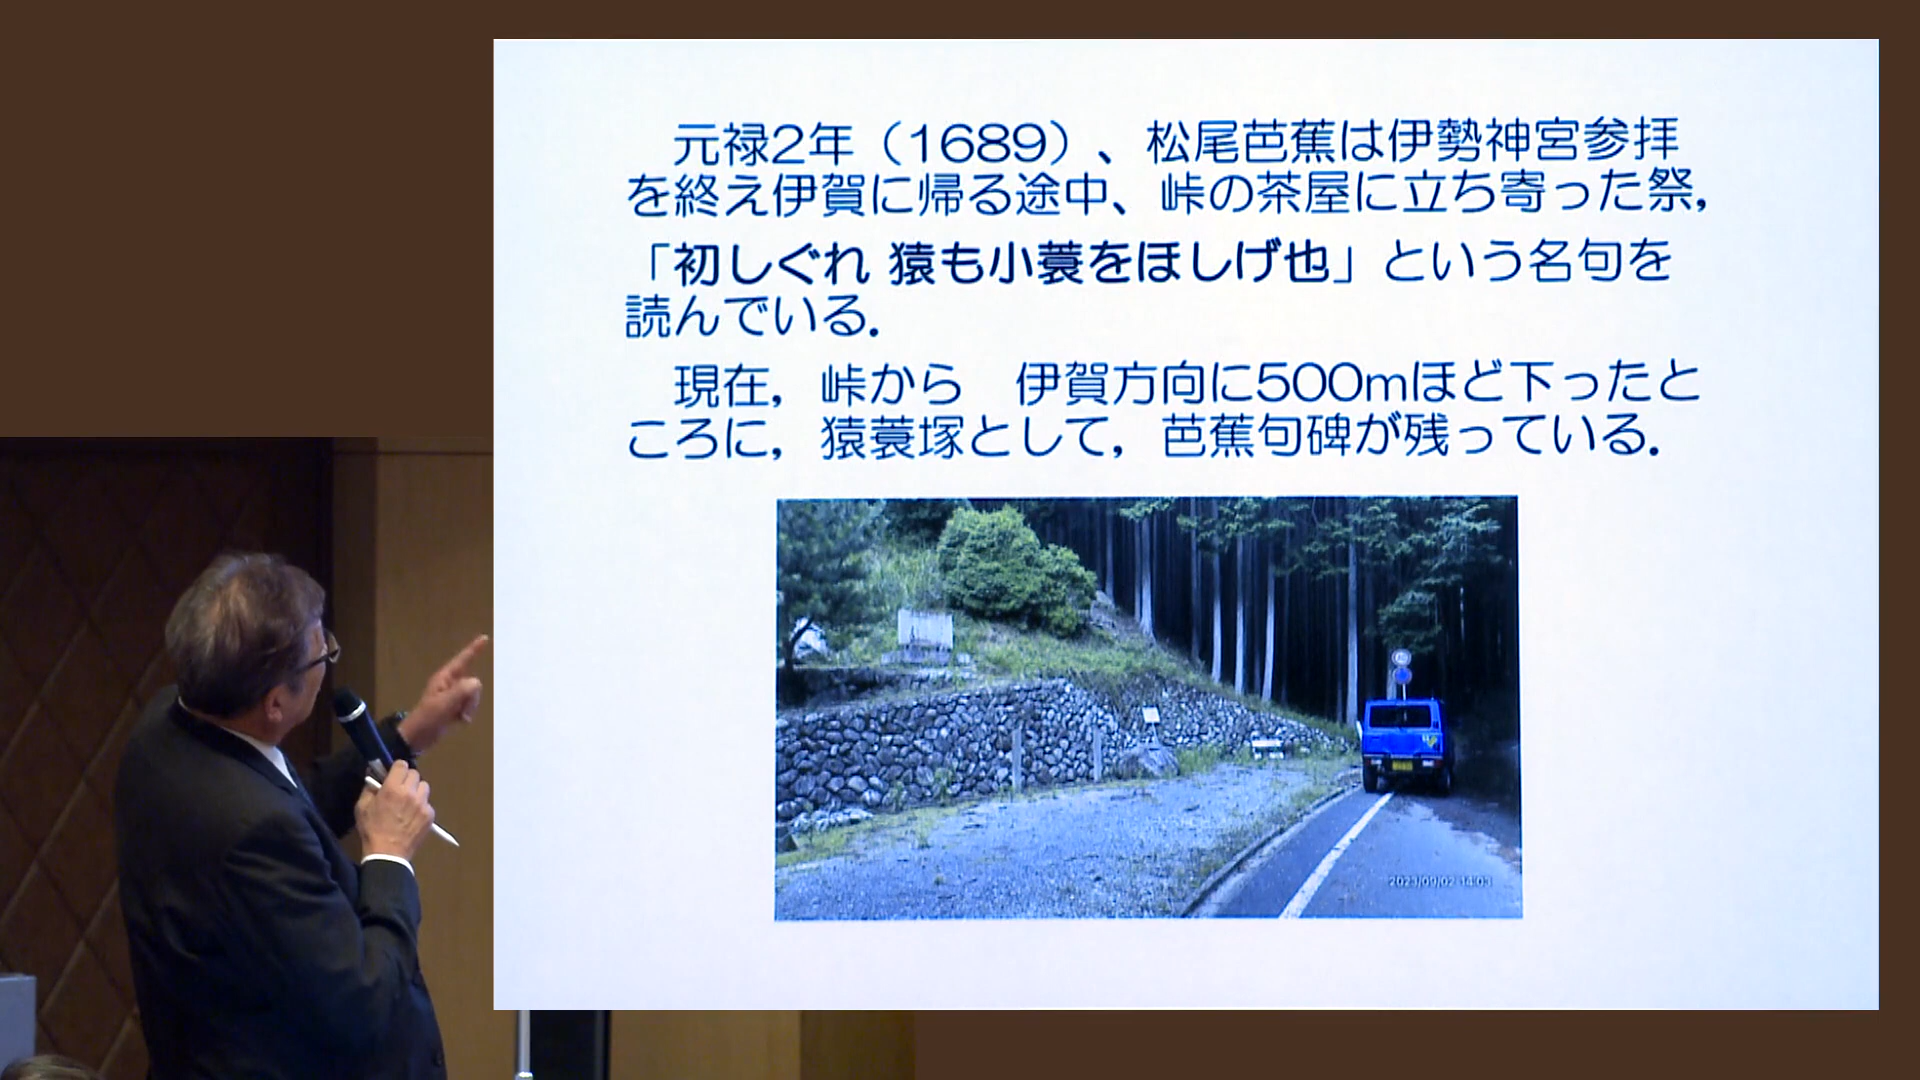 元禄2年（1689）、松尾芭蕉は伊勢神宮参拝
を終え伊賀に帰る途中、峠の茶屋に立ち寄った祭，
「初しぐれ 猿も小蓑をほしげ也」という名句を
読んでいる．
現在，峠から　伊賀方向に500mほど下ったと
ころに，猿蓑塚として，芭蕉句碑が残っている．
2023/09/02 14:03